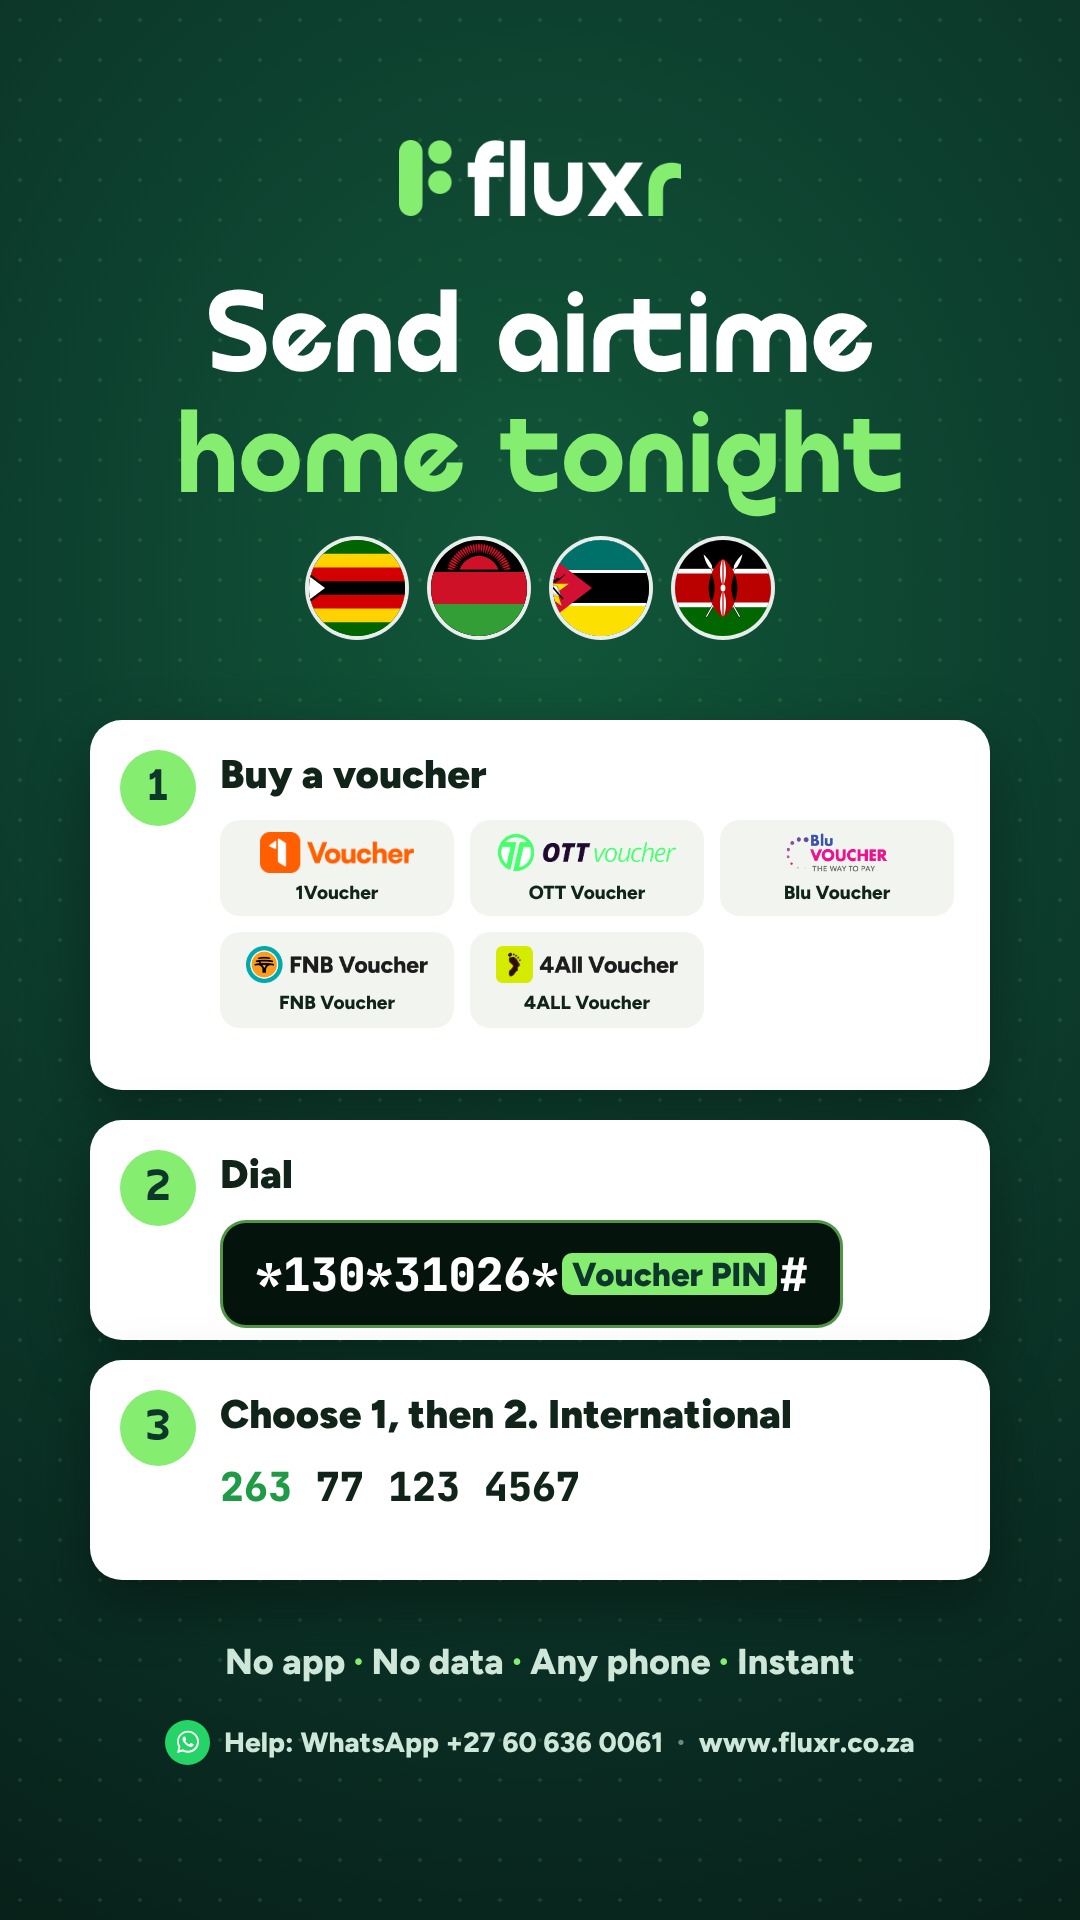 fluxr
Send airtime
home tonight
1
Buy a voucher
1 Voucher
1Voucher
OTT voucher
OTT Voucher
Blu
VOUCHER
THE WAY TO PAY
Blu Voucher
FNB Voucher
FNB Voucher
4All Voucher
4ALL Voucher
2
Dial
*130*31026*Voucher PIN#
3
Choose 1, then 2. International
263 77 123 4567
No app · No data · Any phone · Instant
Help: WhatsApp +27 60 636 0061 · www.fluxr.co.za